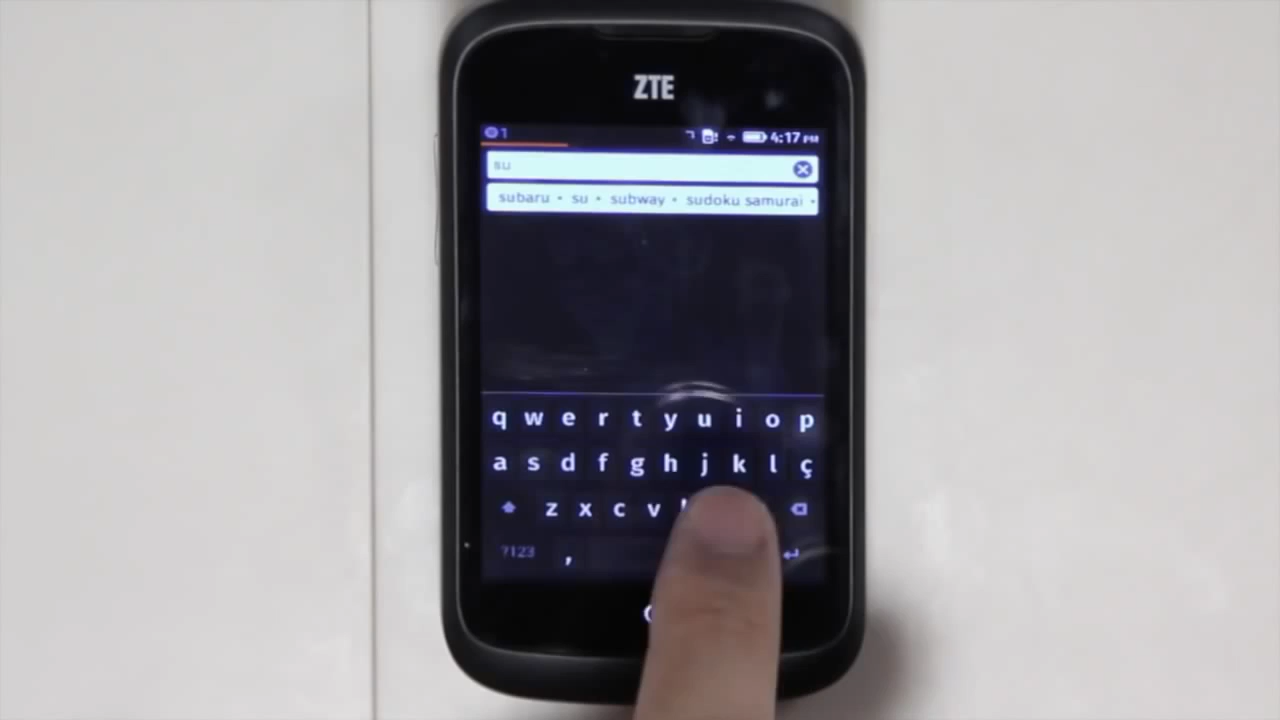 ZTE
1 4:17 PM
su
subaru • su • subway • sudoku samurai •
q w e r t y u i o p
a s d f g h j k l ç
z x c v
?123 ,